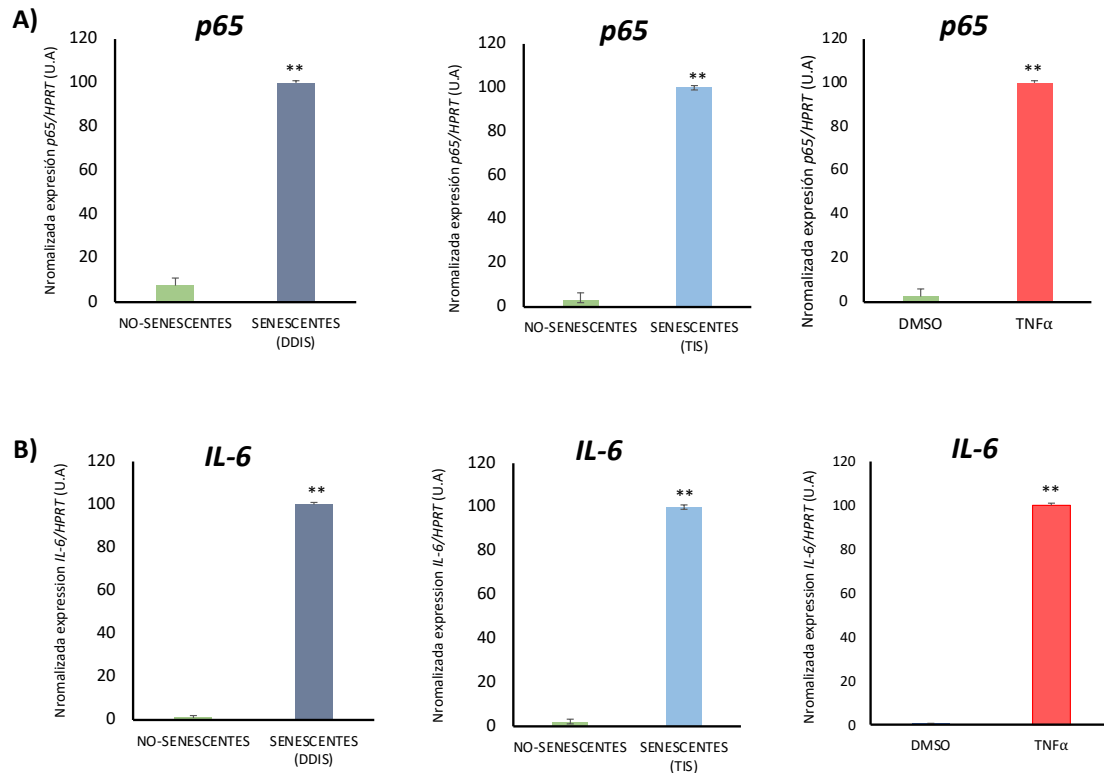 A)
p65
Nromalizada expresión p65/HPRT (U.A)
120
100
80
60
40
20
0
**
NO-SENESCENTES
SENESCENTES
(DDIS)
p65
Nromalizada expresión p65/HPRT (U.A)
120
100
80
60
40
20
0
**
NO-SENESCENTES
SENESCENTES
(TIS)
p65
Nromalizada expresión p65/HPRT (U.A)
120
100
80
60
40
20
0
**
DMSO
TNFα
B)
IL-6
Nromalizada expression IL-6/HPRT (U.A)
120
100
80
60
40
20
0
**
NO-SENESCENTES
SENESCENTES
(DDIS)
IL-6
Nromalizada expression IL-6/HPRT (U.A)
120
100
80
60
40
20
0
**
NO-SENESCENTES
SENESCENTES
(TIS)
IL-6
Nromalizada expression IL-6/HPRT (U.A)
120
100
80
60
40
20
0
**
DMSO
TNFα